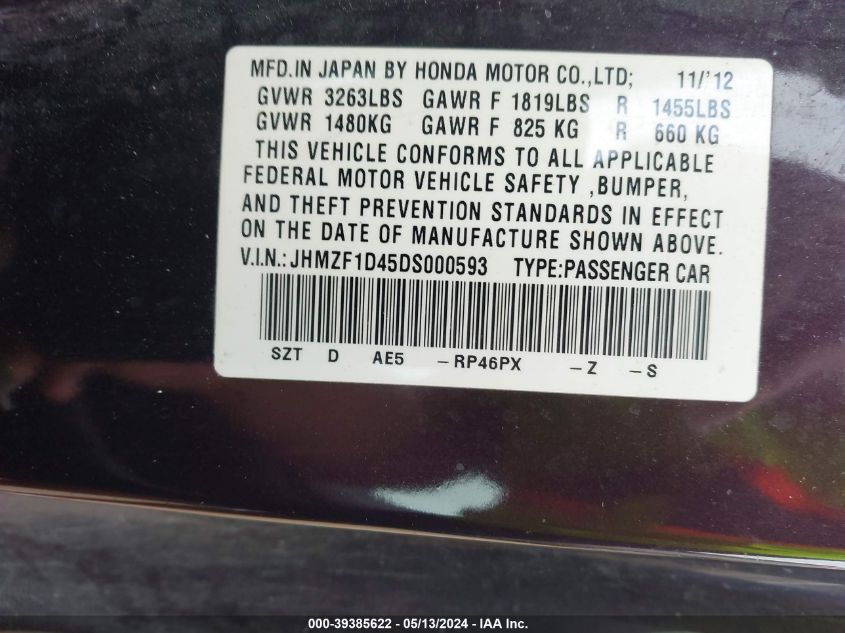 MFD.IN JAPAN BY HONDA MOTOR CO.,LTD; 11/'12
GVWR 3263LBS GAWR F 1819LBS R 1455LBS
GVWR 1480KG GAWR F 825 KG R 660 KG
THIS VEHICLE CONFORMS TO ALL APPLICABLE
FEDERAL MOTOR VEHICLE SAFETY ,BUMPER,
AND THEFT PREVENTION STANDARDS IN EFFECT
ON THE DATE OF MANUFACTURE SHOWN ABOVE.
V.I.N.:JHMZF1D45DS000593 TYPE:PASSENGER CAR
SZT D AE5 –RP46PX –Z –S
000-39385622 - 05/13/2024 - IAA Inc.